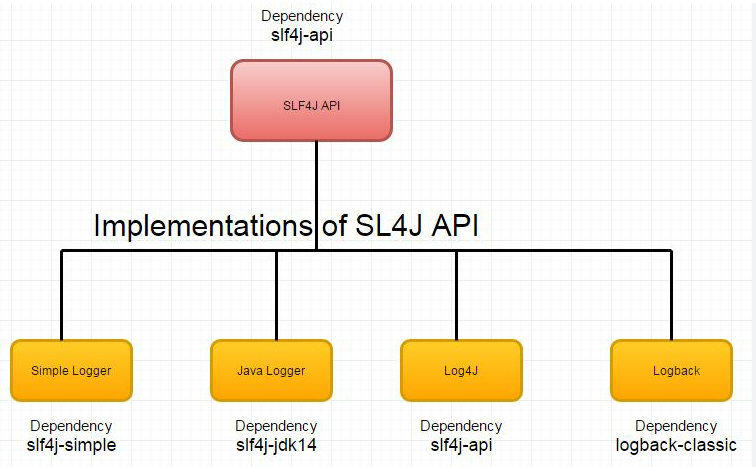 Dependency
slf4j-api
SLF4J API
Implementations of SL4J API
Simple Logger
Java Logger
Log4J
Logback
Dependency
slf4j-simple
Dependency
slf4j-jdk14
Dependency
slf4j-api
Dependency
logback-classic